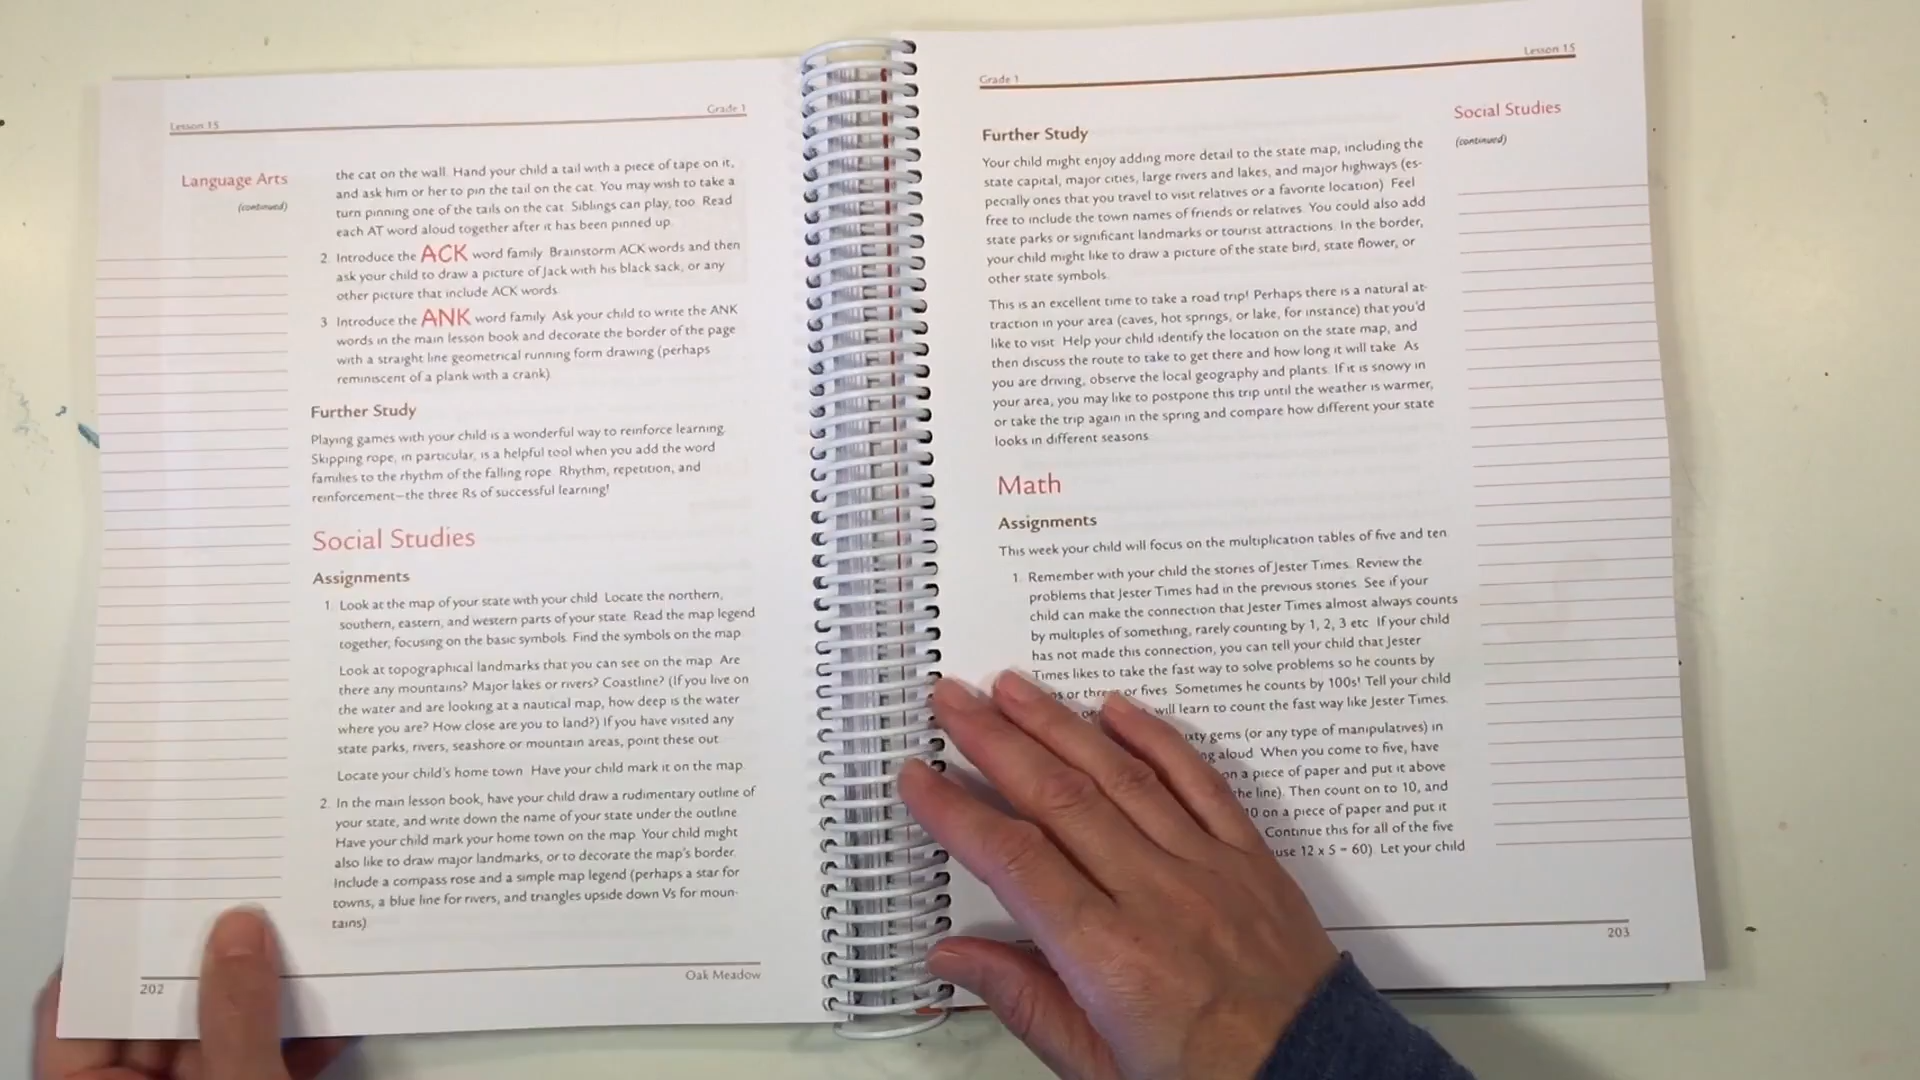 Lesson 15
Grade 1
Language Arts
(continued)
the cat on the wall. Hand your child a tail with a piece of tape on it,
and ask him or her to pin the tail on the cat. You may wish to take a
turn pinning one of the tails on the cat. Siblings can play, too. Read
each AT word aloud together after it has been pinned up.
2. Introduce the ACK word family. Brainstorm ACK words and then
ask your child to draw a picture of Jack with his black sack, or any
other picture that include ACK words.
3. Introduce the ANK word family. Ask your child to write the ANK
words in the main lesson book and decorate the border of the page
with a straight line geometrical running form drawing (perhaps
reminiscent of a plank with a crank).
Further Study
Playing games with your child is a wonderful way to reinforce learning.
Skipping rope, in particular, is a helpful tool when you add the word
families to the rhythm of the falling rope. Rhythm, repetition, and
reinforcement—the three Rs of successful learning!
Social Studies
Assignments
1. Look at the map of your state with your child. Locate the northern,
southern, eastern, and western parts of your state. Read the map legend
together, focusing on the basic symbols. Find the symbols on the map.
Look at topographical landmarks that you can see on the map. Are
there any mountains? Major lakes or rivers? Coastline? (If you live on
the water and are looking at a nautical map, how deep is the water
where you are? How close are you to land?) If you have visited any
state parks, rivers, seashore or mountain areas, point these out.
Locate your child's home town. Have your child mark it on the map.
2. In the main lesson book, have your child draw a rudimentary outline of
your state, and write down the name of your state under the outline.
Have your child mark your home town on the map. Your child might
also like to draw major landmarks, or to decorate the map's border.
Include a compass rose and a simple map legend (perhaps a star for
towns, a blue line for rivers, and triangles upside down Vs for moun-
tains).
202
Oak Meadow
Grade 1
Lesson 15
Social Studies
(continued)
Further Study
Your child might enjoy adding more detail to the state map, including the
state capital, major cities, large rivers and lakes, and major highways (es-
pecially ones that you travel to visit relatives or a favorite location). Feel
free to include the town names of friends or relatives. You could also add
state parks or significant landmarks or tourist attractions. In the border,
your child might like to draw a picture of the state bird, state flower, or
other state symbols.
This is an excellent time to take a road trip! Perhaps there is a natural at-
traction in your area (caves, hot springs, or lake, for instance) that you'd
like to visit. Help your child identify the location on the state map, and
then discuss the route to take to get there and how long it will take. As
you are driving, observe the local geography and plants. If it is snowy in
your area, you may like to postpone this trip until the weather is warmer,
or take the trip again in the spring and compare how different your state
looks in different seasons.
Math
Assignments
This week your child will focus on the multiplication tables of five and ten.
1. Remember with your child the stories of Jester Times. Review the
problems that Jester Times had in the previous stories. See if your
child can make the connection that Jester Times almost always counts
by multiples of something, rarely counting by 1, 2, 3 etc. If your child
has not made this connection, you can tell your child that Jester
Times likes to take the fast way to solve problems so he counts by
or threes or fives. Sometimes he counts by 100s! Tell your child
will learn to count the fast way like Jester Times.
gems (or any type of manipulatives) in
aloud. When you come to five, have
on a piece of paper and put it above
the line). Then count on to 10, and
10 on a piece of paper and put it
Continue this for all of the five
12 x 5 = 60). Let your child
203